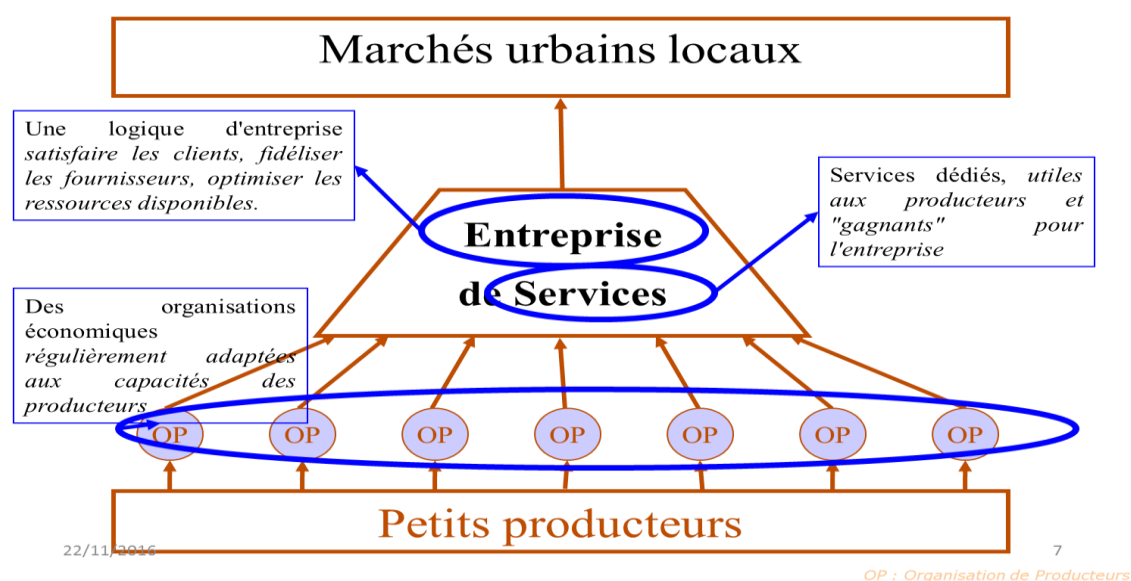 Marchés urbains locaux
Une logique d'entreprise
satisfaire les clients, fidéliser
les fournisseurs, optimiser les
ressources disponibles.
Services dédiés, utiles
aux producteurs et
"gagnants" pour
l'entreprise
Entreprise
de Services
Des organisations
économiques
régulièrement adaptées
aux capacités des
producteurs
OP OP OP OP OP OP OP
Petits producteurs
22/11/2016
7
OP : Organisation de Producteurs